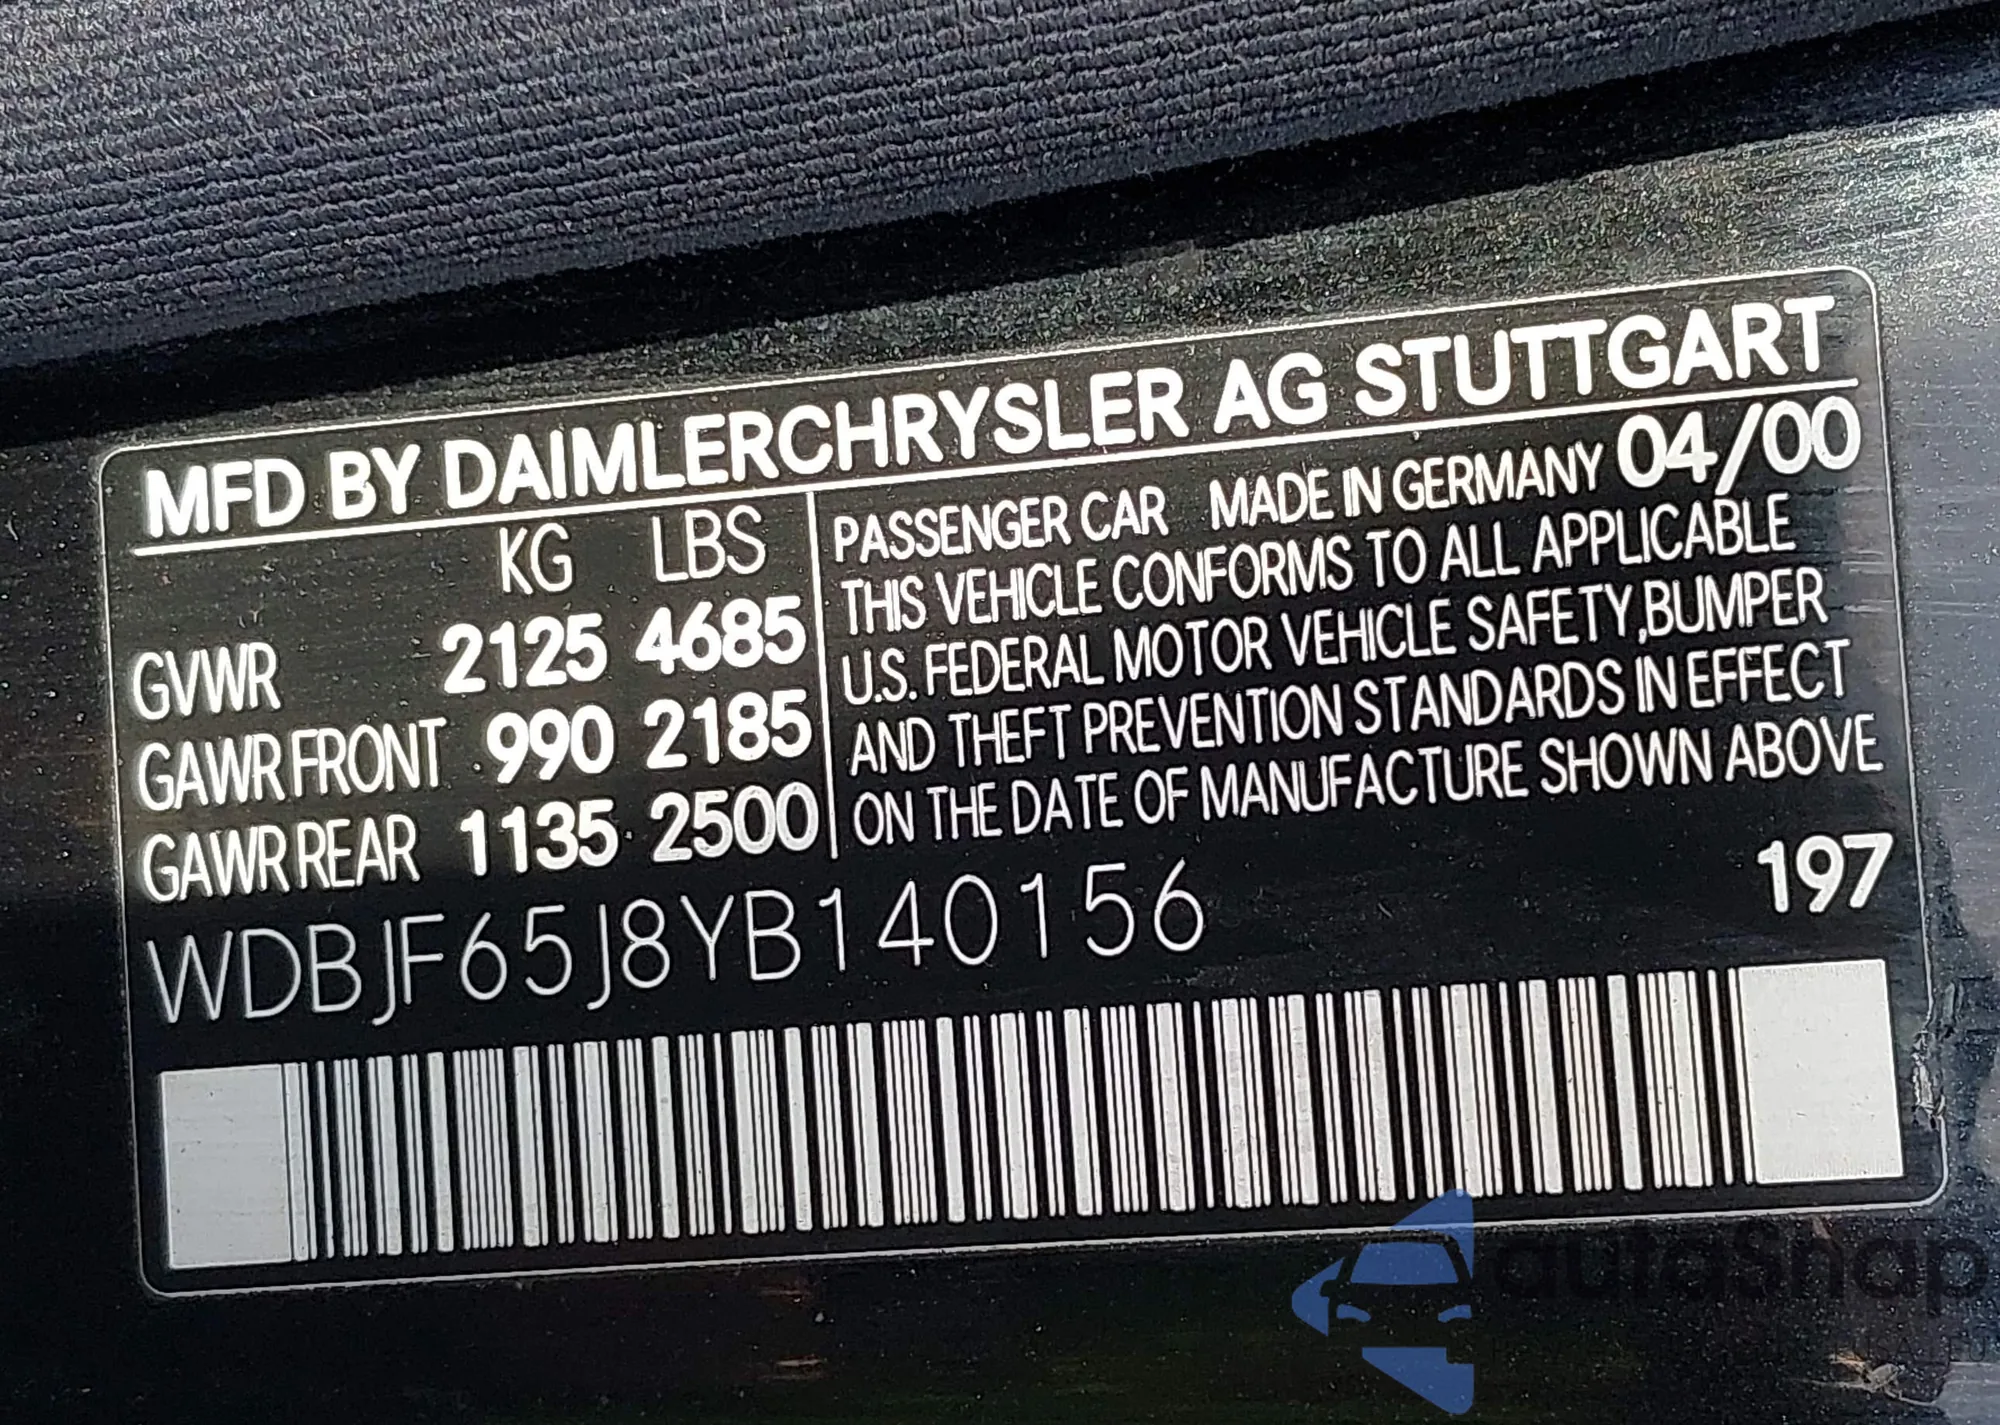 MFD BY DAIMLERCHRYSLER AG STUTTGART
KG LBS
GVWR 2125 4685
GAWR FRONT 990 2185
GAWR REAR 1135 2500
PASSENGER CAR MADE IN GERMANY 04/00
THIS VEHICLE CONFORMS TO ALL APPLICABLE
U.S. FEDERAL MOTOR VEHICLE SAFETY,BUMPER
AND THEFT PREVENTION STANDARDS IN EFFECT
ON THE DATE OF MANUFACTURE SHOWN ABOVE
197
WDBJF65J8YB140156
autoSnap